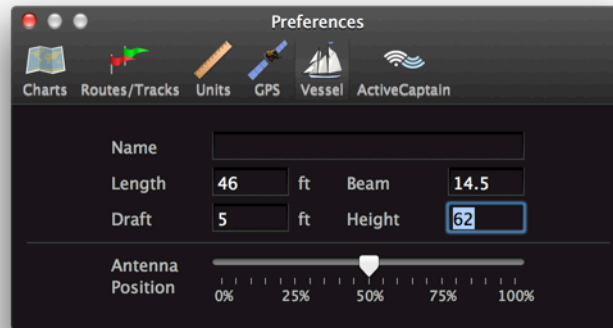 Preferences
Charts Routes/Tracks Units GPS Vessel ActiveCaptain
Name
Length 46 ft Beam 14.5
Draft 5 ft Height 62
Antenna
Position
0% 25% 50% 75% 100%